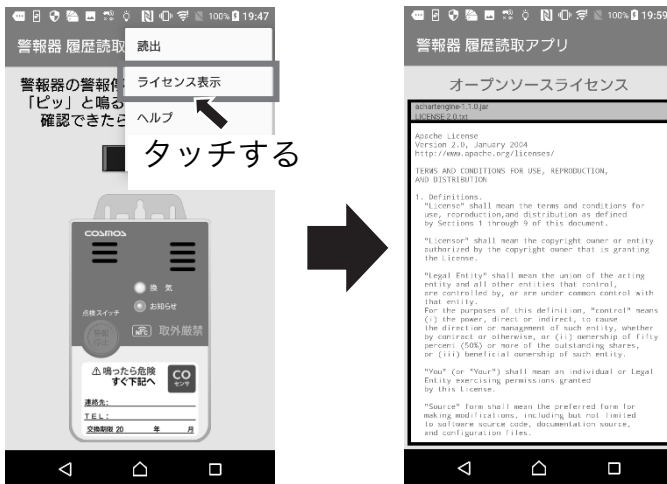 100% 19:47
警報器 履歴読取
読出
ライセンス表示
ヘルプ
警報器の警報停
「ピッ」と鳴る
確認できたら
タッチする
COSMOS
換 気
お知らせ
点検スイッチ
警報
停止
NFC 取外厳禁
鳴ったら危険
すぐ下記へ
CO
センサ
連絡先:
TEL:
交換期限 20 年 月
100% 19:59
警報器 履歴読取アプリ
オープンソースライセンス
achartengine-1.1.0.jar
LICENSE-2.0.txt
Apache License
Version 2.0, January 2004
http://www.apache.org/licenses/
TERMS AND CONDITIONS FOR USE, REPRODUCTION,
AND DISTRIBUTION
1. Definitions.
"License" shall mean the terms and conditions for
use, reproduction,and distribution as defined
by Sections 1 through 9 of this document.
"Licensor" shall mean the copyright owner or entity
authorized by the copyright owner that is granting
the License.
"Legal Entity" shall mean the union of the acting
entity and all other entities that control,
are controlled by, or are under common control with
that entity.
For the purposes of this definition, "control" means
(i) the power, direct or indirect, to cause
the direction or management of such entity, whether
by contract or otherwise, or (ii) ownership of fifty
percent (50%) or more of the outstanding shares,
or (iii) beneficial ownership of such entity.
"You" (or "Your") shall mean an individual or Legal
Entity exercising permissions granted
by this License.
"Source" form shall mean the preferred form for
making modifications, including but not limited
to software source code, documentation source,
and configuration files.